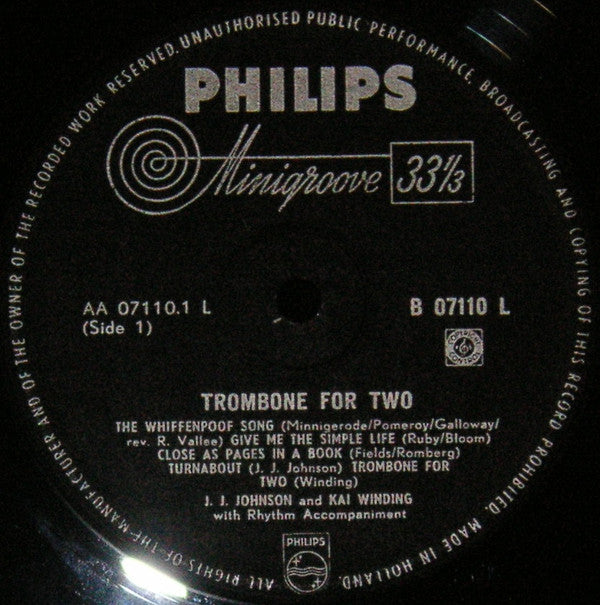 ALL RIGHTS OF THE MANUFACTURER AND OF THE OWNER OF THE RECORDED WORK RESERVED. UNAUTHORISED PUBLIC PERFORMANCE, BROADCASTING AND COPYING OF THIS RECORD PROHIBITED. MADE IN HOLLAND.
PHILIPS
Minigroove 33⅓
AA 07110.1 L
(Side 1)
B 07110 L
TROMBONE FOR TWO
THE WHIFFENPOOF SONG (Minnigerode/Pomeroy/Galloway/
rev. R. Vallee) GIVE ME THE SIMPLE LIFE (Ruby/Bloom)
CLOSE AS PAGES IN A BOOK (Fields/Romberg)
TURNABOUT (J. J. Johnson) TROMBONE FOR
TWO (Winding)
J. J. JOHNSON and KAI WINDING
with Rhythm Accompaniment
PHILIPS